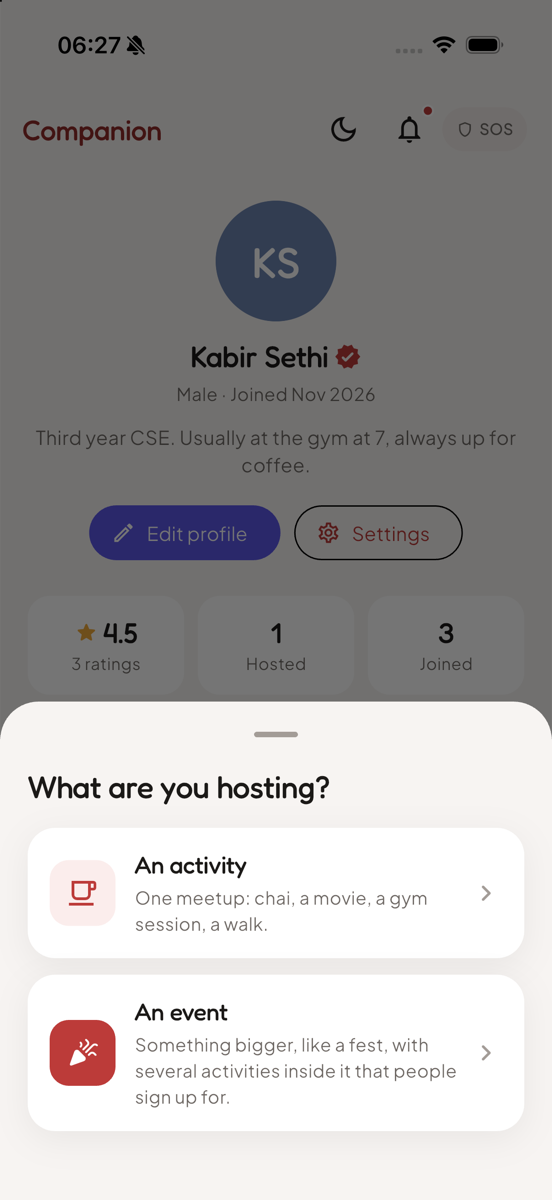 06:27
Companion
SOS
KS
Kabir Sethi
Male · Joined Nov 2026
Third year CSE. Usually at the gym at 7, always up for
coffee.
Edit profile
Settings
4.5
3 ratings
1
Hosted
3
Joined
What are you hosting?
An activity
One meetup: chai, a movie, a gym
session, a walk.
An event
Something bigger, like a fest, with
several activities inside it that people
sign up for.